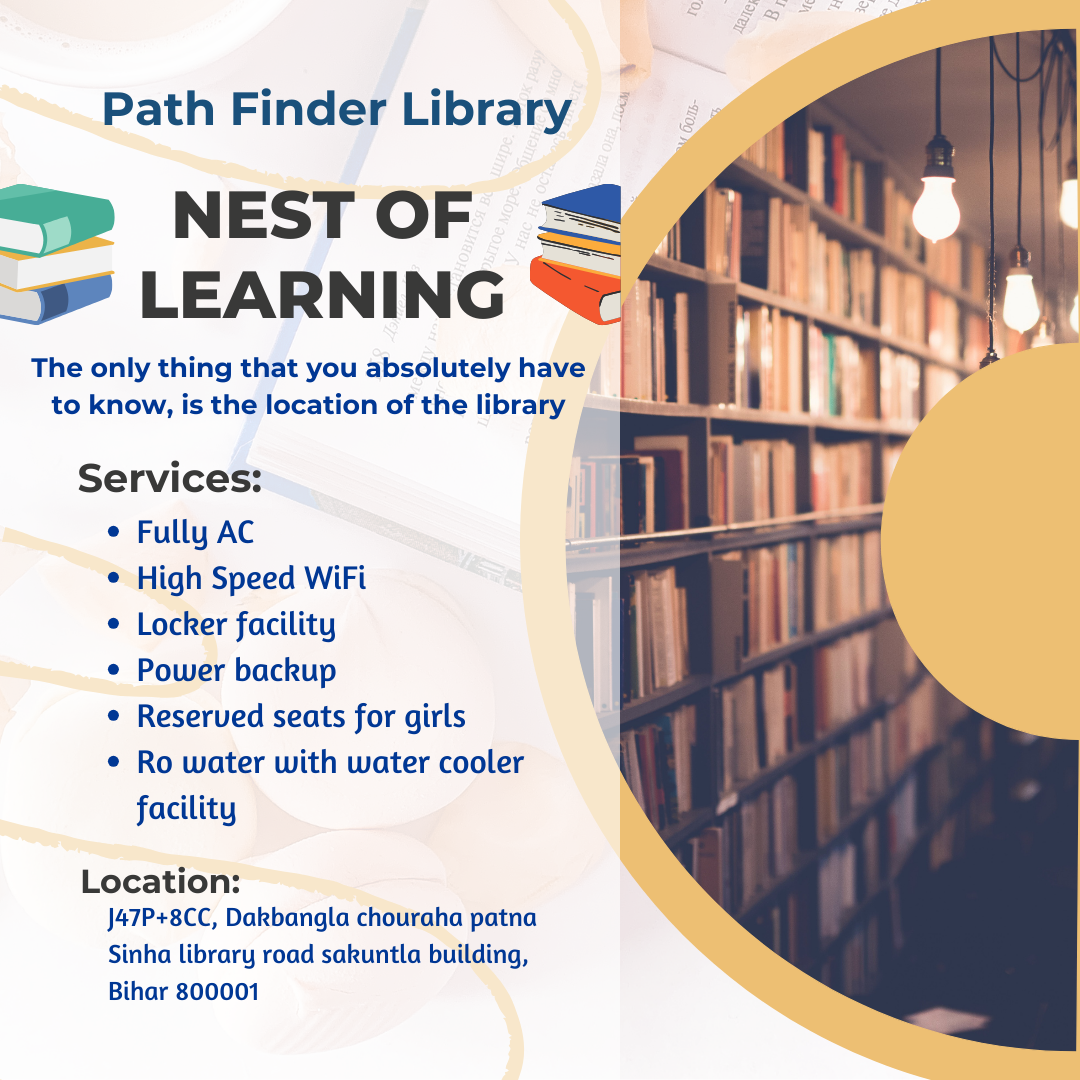 Path Finder Library
NEST OF
LEARNING
The only thing that you absolutely have
to know, is the location of the library
Services:
• Fully AC
• High Speed WiFi
• Locker facility
• Power backup
• Reserved seats for girls
• Ro water with water cooler
facility
Location:
J47P+8CC, Dakbangla chouraha patna
Sinha library road sakuntla building,
Bihar 800001